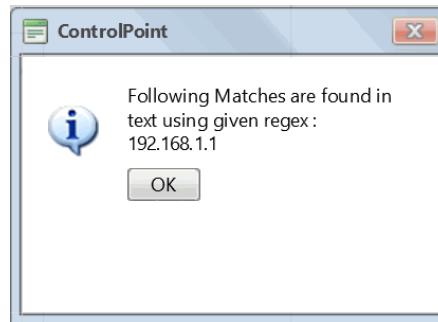 ControlPoint
Following Matches are found in
text using given regex :
192.168.1.1
OK